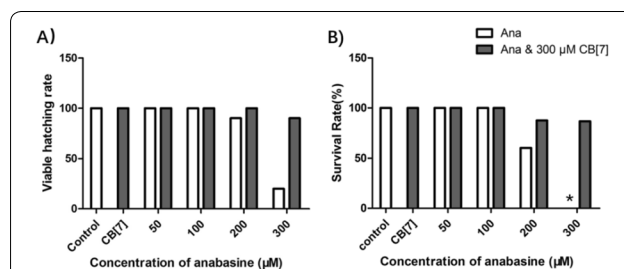 A)
150
100
50
0
Viable hatching rate
Control
CB[7]
50
100
200
300
Concentration of anabasine (μM)
B)
Ana
Ana & 300 μM CB[7]
150
100
50
0
Survival Rate(%)
*
Control
CB[7]
50
100
200
300
Concentration of anabasine (μM)